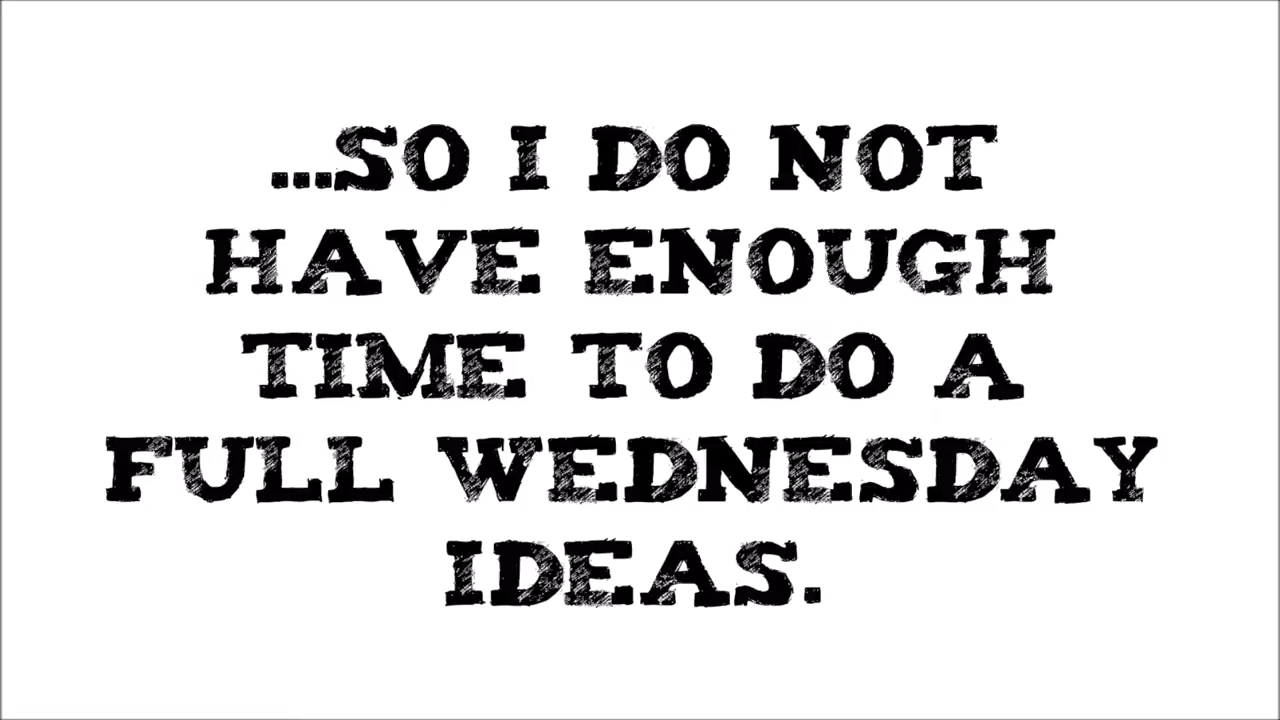 ...SO I DO NOT
HAVE ENOUGH
TIME TO DO A
FULL WEDNESDAY
IDEAS.